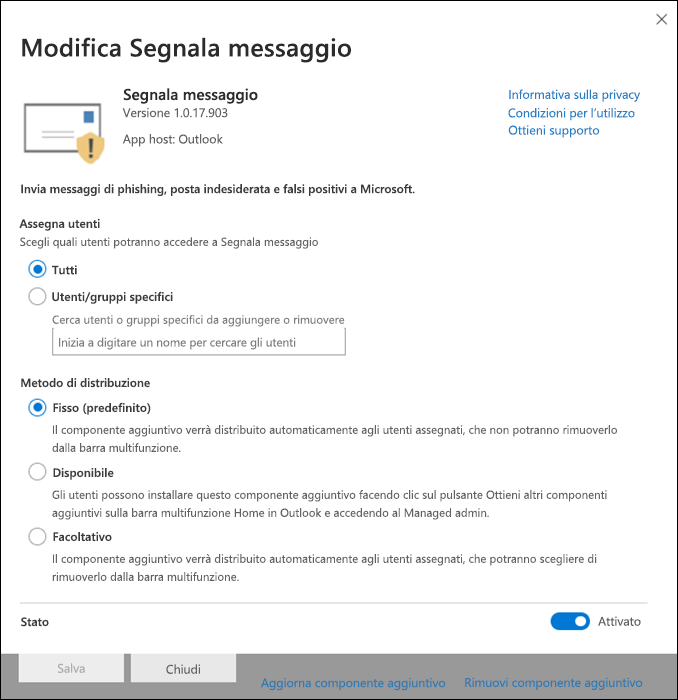 Modifica Segnala messaggio
Segnala messaggio
Versione 1.0.17.903
App host: Outlook
Informativa sulla privacy
Condizioni per l'utilizzo
Ottieni supporto
Invia messaggi di phishing, posta indesiderata e falsi positivi a Microsoft.
Assegna utenti
Scegli quali utenti potranno accedere a Segnala messaggio
Tutti
Utenti/gruppi specifici
Cerca utenti o gruppi specifici da aggiungere o rimuovere
Inizia a digitare un nome per cercare gli utenti
Metodo di distribuzione
Fisso (predefinito)
Il componente aggiuntivo verrà distribuito automaticamente agli utenti assegnati, che non potranno rimuoverlo
dalla barra multifunzione.
Disponibile
Gli utenti possono installare questo componente aggiuntivo facendo clic sul pulsante Ottieni altri componenti
aggiuntivi sulla barra multifunzione Home in Outlook e accedendo al Managed admin.
Facoltativo
Il componente aggiuntivo verrà distribuito automaticamente agli utenti assegnati, che potranno scegliere di
rimuoverlo dalla barra multifunzione.
Stato
Attivato
Salva
Chiudi
Aggiorna componente aggiuntivo
Rimuovi componente aggiuntivo